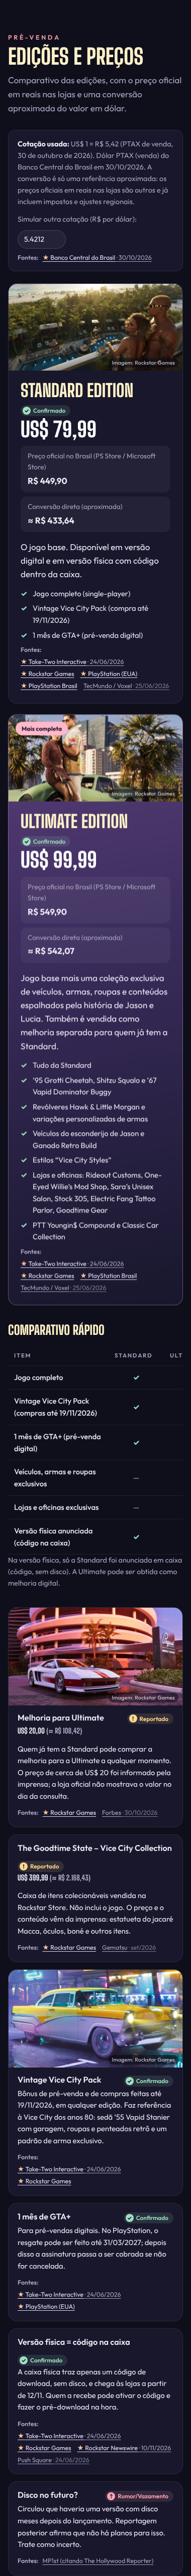 PRÉ-VENDA
EDIÇÕES E PREÇOS
Comparativo das edições, com o preço oficial
em reais nas lojas e uma conversão
aproximada do valor em dólar.
Cotação usada: US$ 1 = R$ 5,42 (PTAX de venda,
30 de outubro de 2026). Dólar PTAX (venda) do
Banco Central do Brasil em 30/10/2026. A
conversão é só uma referência aproximada: os
preços oficiais em reais nas lojas são outros e já
incluem impostos e ajustes regionais.
Simular outra cotação (R$ por dólar):
5,4212
Fontes: ★ Banco Central do Brasil · 30/10/2026
Imagem: Rockstar Games
STANDARD EDITION
Confirmado
US$ 79,99
Preço oficial no Brasil (PS Store / Microsoft
Store)
R$ 449,90
Conversão direta (aproximada)
≈ R$ 433,64
O jogo base. Disponível em versão
digital e em versão física com código
dentro da caixa.
✓ Jogo completo (single-player)
✓ Vintage Vice City Pack (compra até
19/11/2026)
✓ 1 mês de GTA+ (pré-venda digital)
Fontes:
★ Take-Two Interactive · 24/06/2026
★ Rockstar Games ★ PlayStation (EUA)
★ PlayStation Brasil TecMundo / Voxel · 25/06/2026
Mais completa
Imagem: Rockstar Games
ULTIMATE EDITION
Confirmado
US$ 99,99
Preço oficial no Brasil (PS Store / Microsoft
Store)
R$ 549,90
Conversão direta (aproximada)
≈ R$ 542,07
Jogo base mais uma coleção exclusiva
de veículos, armas, roupas e conteúdos
espalhados pela história de Jason e
Lucia. Também é vendida como
melhoria separada para quem já tem a
Standard.
✓ Tudo da Standard
✓ '95 Grotti Cheetah, Shitzu Squalo e '67
Vapid Dominator Buggy
✓ Revólveres Hawk & Little Morgan e
variações personalizadas de armas
✓ Veículos do esconderijo de Jason e
Ganado Retro Build
✓ Estilos "Vice City Styles"
✓ Lojas e oficinas: Rideout Customs, One-
Eyed Willie's Mod Shop, Sara's Unisex
Salon, Stock 305, Electric Fang Tattoo
Parlor, Goodtime Gear
✓ PTT Youngin$ Compound e Classic Car
Collection
Fontes:
★ Take-Two Interactive · 24/06/2026
★ Rockstar Games ★ PlayStation Brasil
TecMundo / Voxel · 25/06/2026
COMPARATIVO RÁPIDO
ITEM STANDARD ULT
Jogo completo ✓
Vintage Vice City Pack
(compras até 19/11/2026) ✓
1 mês de GTA+ (pré-venda
digital) ✓
Veículos, armas e roupas
exclusivos —
Lojas e oficinas exclusivas —
Versão física anunciada
(código na caixa) ✓
Na versão física, só a Standard foi anunciada em caixa
(código, sem disco). A Ultimate pode ser obtida como
melhoria digital.
Imagem: Rockstar Games
Melhoria para Ultimate
Reportado
US$ 20,00 (≈ R$ 108,42)
Quem já tem a Standard pode comprar a
melhoria para a Ultimate a qualquer momento.
O preço de cerca de US$ 20 foi informado pela
imprensa; a loja oficial não mostrava o valor no
dia da consulta.
Fontes: ★ Rockstar Games Forbes · 30/10/2026
The Goodtime State – Vice City Collection
Reportado
US$ 399,99 (≈ R$ 2.168,43)
Caixa de itens colecionáveis vendida na
Rockstar Store. Não inclui o jogo. O preço e o
conteúdo vêm da imprensa: estatueta do jacaré
Macca, óculos, boné e outros itens.
Fontes: ★ Rockstar Games Gematsu · set/2026
Imagem: Rockstar Games
Vintage Vice City Pack
Confirmado
Bônus de pré-venda e de compras feitas até
19/11/2026, em qualquer edição. Faz referência
à Vice City dos anos 80: sedã '55 Vapid Stanier
com garagem, roupas e penteados retrô e um
padrão de arma exclusivo.
Fontes:
★ Take-Two Interactive · 24/06/2026
★ Rockstar Games
1 mês de GTA+
Confirmado
Para pré-vendas digitais. No PlayStation, o
resgate pode ser feito até 31/03/2027; depois
disso a assinatura passa a ser cobrada se não
for cancelada.
Fontes:
★ Take-Two Interactive · 24/06/2026
★ PlayStation (EUA)
Versão física = código na caixa
Confirmado
A caixa física traz apenas um código de
download, sem disco, e chega às lojas a partir
de 12/11. Quem a recebe pode ativar o código e
fazer o pré-download na hora.
Fontes:
★ Take-Two Interactive · 24/06/2026
★ Rockstar Games ★ Rockstar Newswire · 10/11/2026
Push Square · 24/06/2026
Disco no futuro?
Rumor/Vazamento
Circulou que haveria uma versão com disco
meses depois do lançamento. Reportagem
posterior afirma que não há planos para isso.
Trate como incerto.
Fontes: MP1st (citando The Hollywood Reporter)